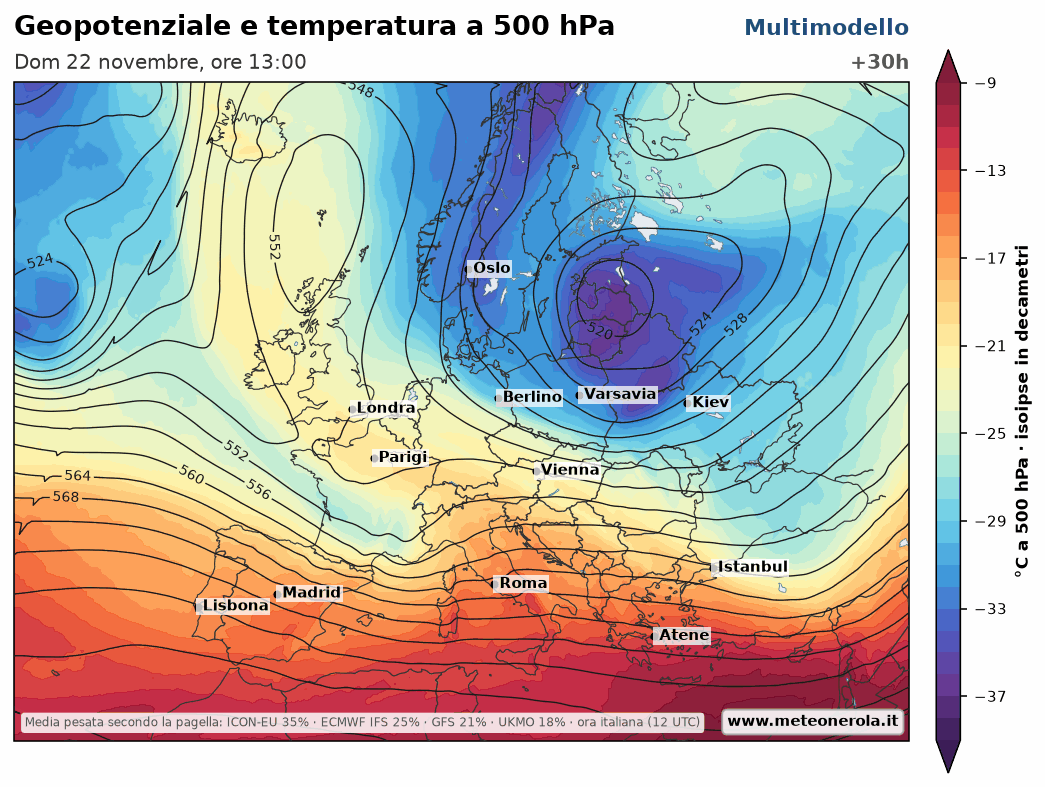 Geopotenziale e temperatura a 500 hPa
Multimodello
Dom 22 novembre, ore 13:00
+30h
548
552
524
520
524
528
Oslo
Berlino
Varsavia
Kiev
Londra
Parigi
Vienna
552
556
560
564
568
Istanbul
Roma
Madrid
Lisbona
Atene
Media pesata secondo la pagella: ICON-EU 35% · ECMWF IFS 25% · GFS 21% · UKMO 18% · ora italiana (12 UTC)
www.meteonerola.it
−9
−13
−17
−21
−25
−29
−33
−37
°C a 500 hPa · isoipse in decametri